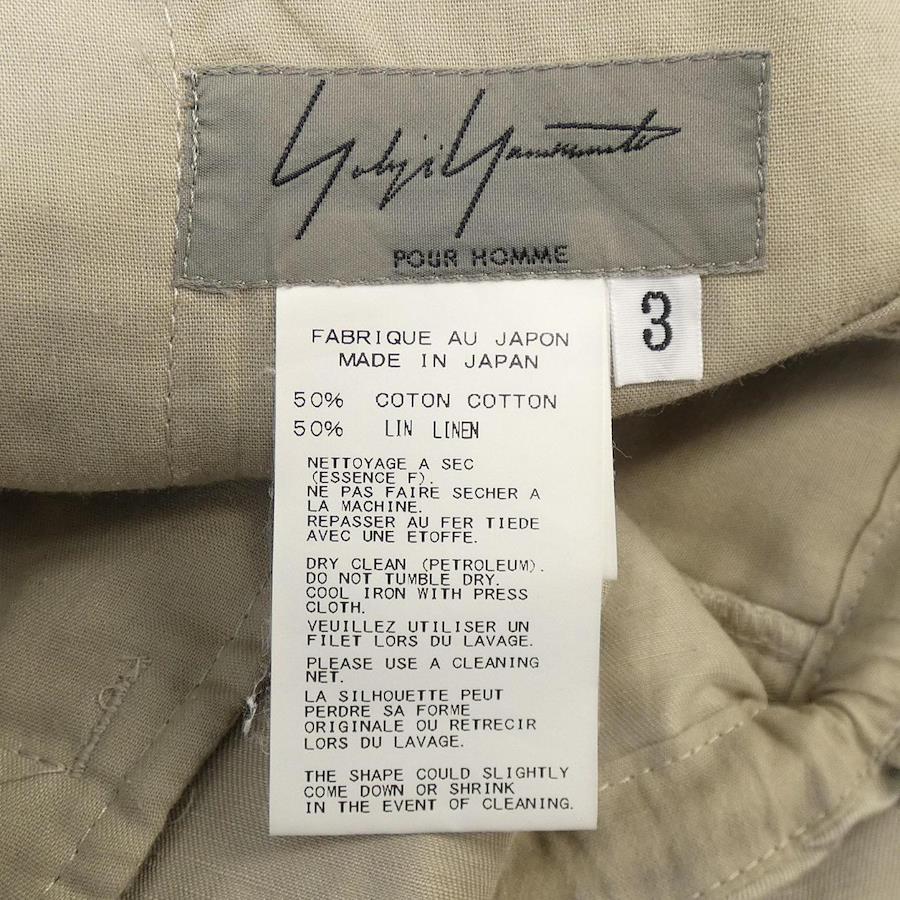 Yohji Yamamoto
POUR HOMME
3
FABRIQUE AU JAPON
MADE IN JAPAN
50% COTON COTTON
50% LIN LINEN
NETTOYAGE A SEC
(ESSENCE F).
NE PAS FAIRE SECHER A
LA MACHINE.
REPASSER AU FER TIEDE
AVEC UNE ETOFFE.
DRY CLEAN (PETROLEUM).
DO NOT TUMBLE DRY.
COOL IRON WITH PRESS
CLOTH.
VEUILLEZ UTILISER UN
FILET LORS DU LAVAGE.
PLEASE USE A CLEANING
NET.
LA SILHOUETTE PEUT
PERDRE SA FORME
ORIGINALE OU RETRECIR
LORS DU LAVAGE.
THE SHAPE COULD SLIGHTLY
COME DOWN OR SHRINK
IN THE EVENT OF CLEANING.